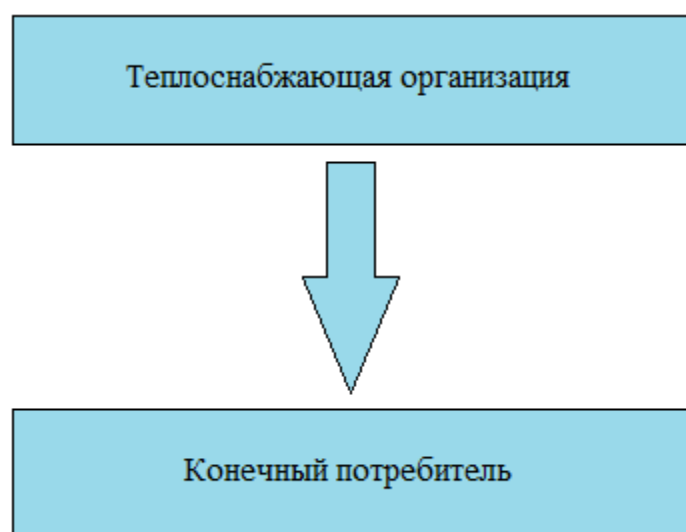 Теплоснабжающая организация
Конечный потребитель